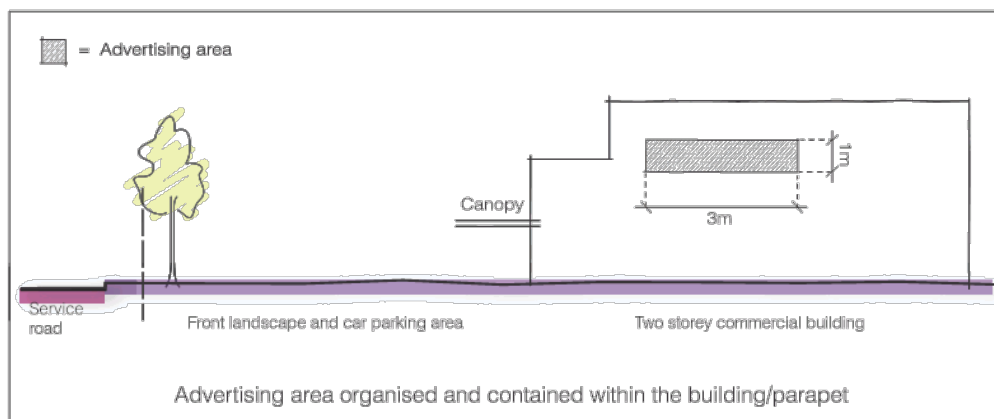 = Advertising area
Canopy
1m
3m
Service
road
Front landscape and car parking area
Two storey commercial building
Advertising area organised and contained within the building/parapet